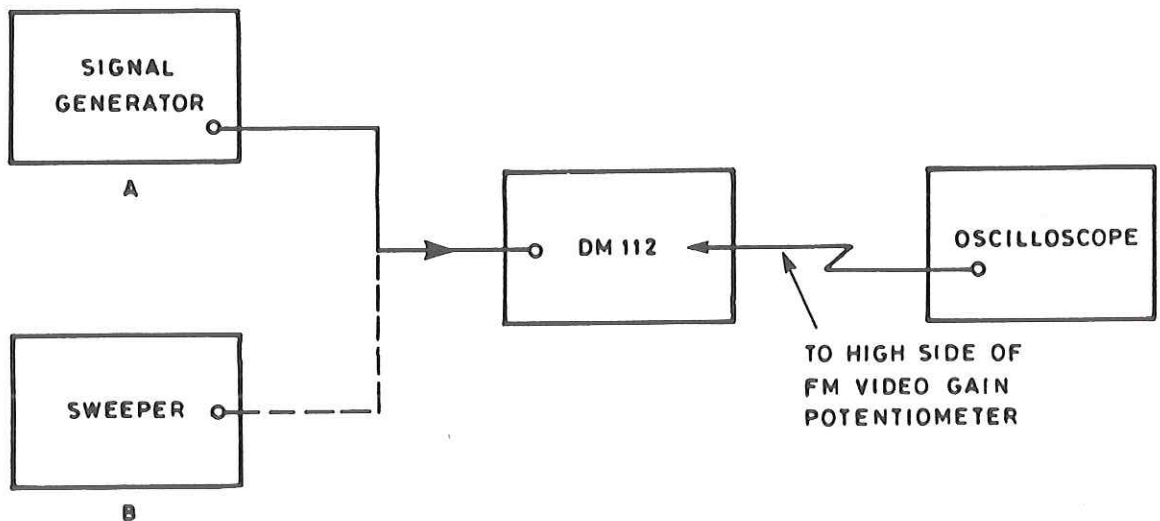 SIGNAL
GENERATOR
A
DM 112
OSCILLOSCOPE
TO HIGH SIDE OF
FM VIDEO GAIN
POTENTIOMETER
SWEEPER
B